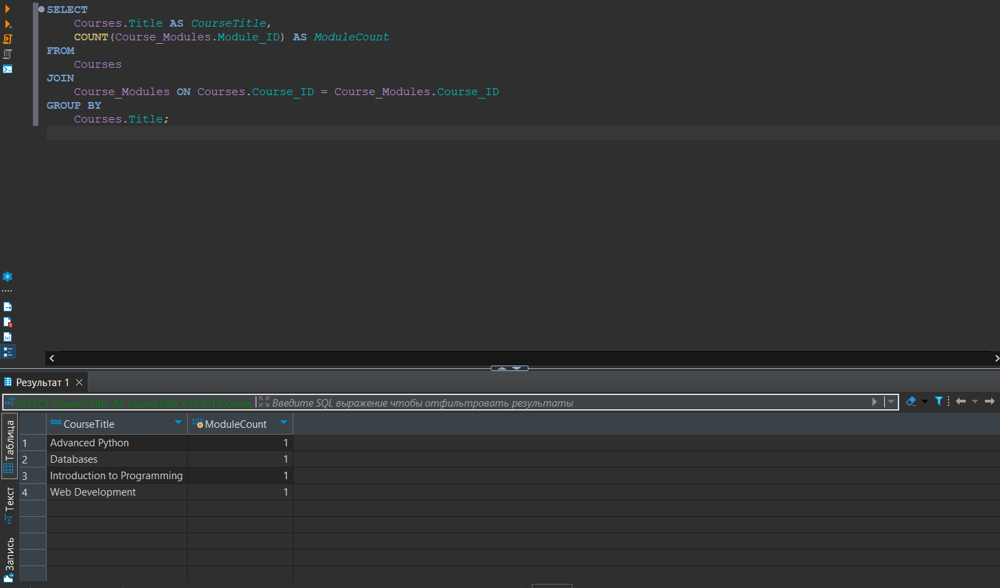 SELECT
Courses.Title AS CourseTitle,
COUNT(Course_Modules.Module_ID) AS ModuleCount
FROM
Courses
JOIN
Course_Modules ON Courses.Course_ID = Course_Modules.Course_ID
GROUP BY
Courses.Title;
Результат 1
SELECT Courses.Title AS CourseTitle, COUNT(Course
Введите SQL выражение чтобы отфильтровать результаты
Таблица
Текст
Запись
ABC CourseTitle
123 ModuleCount
1 Advanced Python 1
2 Databases 1
3 Introduction to Programming 1
4 Web Development 1